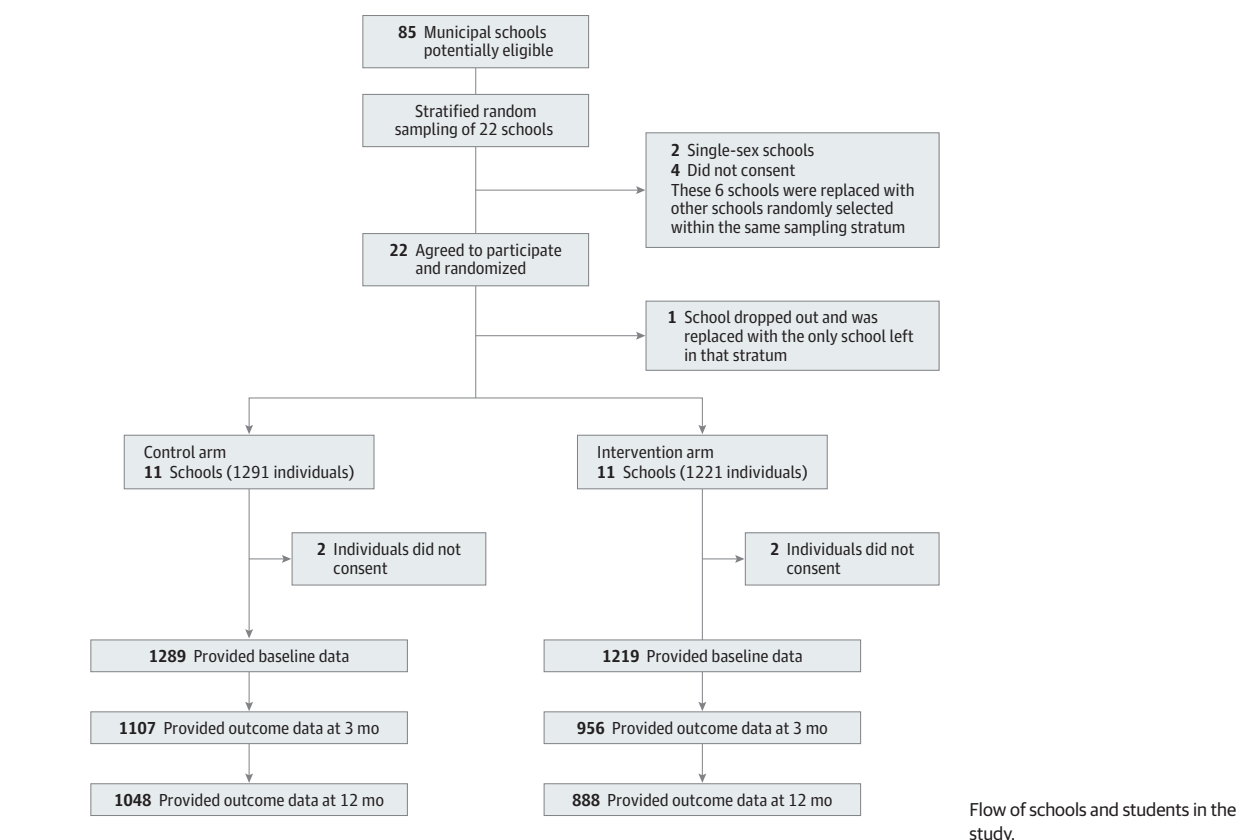 85 Municipal schools
potentially eligible
Stratified random
sampling of 22 schools
2 Single-sex schools
4 Did not consent
These 6 schools were replaced with
other schools randomly selected
within the same sampling stratum
22 Agreed to participate
and randomized
1 School dropped out and was
replaced with the only school left
in that stratum
Control arm
11 Schools (1291 individuals)
Intervention arm
11 Schools (1221 individuals)
2 Individuals did not
consent
2 Individuals did not
consent
1289 Provided baseline data
1219 Provided baseline data
1107 Provided outcome data at 3 mo
956 Provided outcome data at 3 mo
1048 Provided outcome data at 12 mo
888 Provided outcome data at 12 mo
Flow of schools and students in the
study.